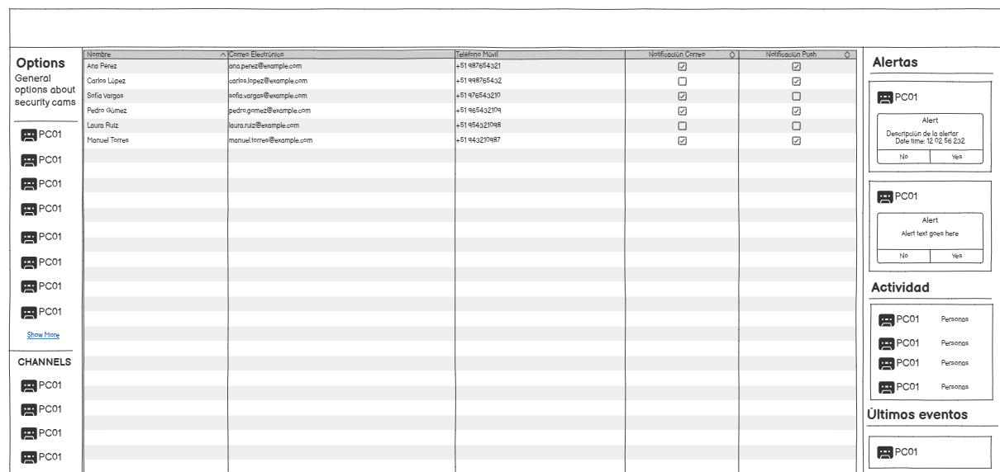 Options
General
options about
security cams
PC01
PC01
PC01
PC01
PC01
PC01
PC01
PC01
Show More
CHANNELS
PC01
PC01
PC01
PC01
Nombre Correo Electrónico Teléfono Móvil Notificación Correo Notificación Push
Ana Pérez ana.perez@example.com +51 987654321
Carlos López carlos.lopez@example.com +51 998765432
Sofía Vargas sofia.vargas@example.com +51 976543210
Pedro Gómez pedro.gomez@example.com +51 965432109
Laura Ruiz laura.ruiz@example.com +51 954321098
Manuel Torres manuel.torres@example.com +51 943210987
Alertas
PC01
Alert
Descripción de la alertar
Date time: 12 02 56 232
No Yes
PC01
Alert
Alert text goes here
No Yes
Actividad
PC01 Personas
PC01 Personas
PC01 Personas
PC01 Personas
Últimos eventos
PC01